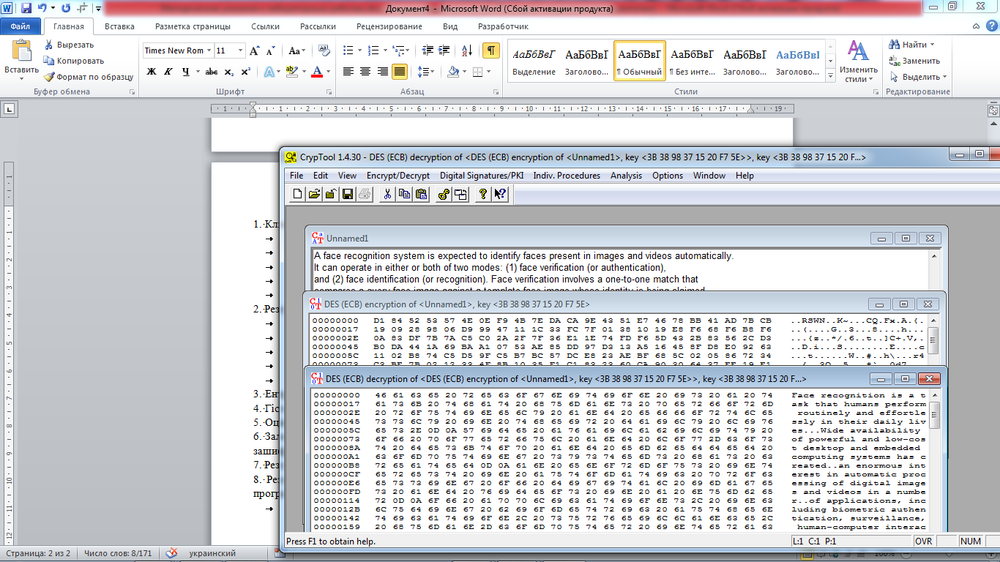 Документ4 - Microsoft Word (Сбой активации продукта)
Файл Главная Вставка Разметка страницы Ссылки Рассылки Рецензирование Вид Разработчик
Вставить
Вырезать
Копировать
Формат по образцу
Буфер обмена
Times New Rom 11
Ж К Ч abc x₂ x²
Шрифт
Абзац
АаБбВвГ АаБбВвГ АаБбВвГ АаБбВвГ АаБбВвГ АаБбВвГ
Выделение Заголово... ¶ Обычный ¶ Без инте... Заголово... Заголово...
Стили
Изменить стили
Найти
Заменить
Выделить
Редактирование
1. Кл
2. Рез
3. Ент
4. Гіс
5. Оц
6. Зал
зашис
7. Рез
8. Рез
прогр
CrypTool 1.4.30 - DES (ECB) decryption of <DES (ECB) encryption of <Unnamed1>, key <3B 38 98 37 15 20 F7 5E>>, key <3B 38 98 37 15 20 F...>
File Edit View Encrypt/Decrypt Digital Signatures/PKI Indiv. Procedures Analysis Options Window Help
Unnamed1
A face recognition system is expected to identify faces present in images and videos automatically.
It can operate in either or both of two modes: (1) face verification (or authentication),
and (2) face identification (or recognition). Face verification involves a one-to-one match that
DES (ECB) encryption of <Unnamed1>, key <3B 38 98 37 15 20 F7 5E>
00000000 D1 84 52 53 57 4E 0E F9 4B 7E DA CA 9E 43 51 E7 46 78 BB 41 AD 7B CB ..RSWN..K~...CQ.Fx.A.{.
00000017 19 09 28 98 06 D9 99 47 11 1C 33 FC 7F 01 38 10 19 E8 F6 68 F6 B8 F6 ..(....G..3...8....h...
0000002E 0A 83 DF 7B 7A C5 C0 2A 2F 7F 36 E1 1E 74 FD F6 5D 43 2B 83 56 2C D3 ...{z..*/.6..t..]C+.V,.
00000045 B0 DA 44 1A 69 BA A1 07 53 AE 85 DD 97 D3 13 A5 16 45 8F D8 E0 92 63 ..D.i...S........E....c
0000005C 11 02 B8 74 C5 D5 9F C5 B7 BC 57 DC E8 23 AE BF 68 5C 02 05 86 72 34 ...t......W..#..h\...r4
DES (ECB) decryption of <DES (ECB) encryption of <Unnamed1>, key <3B 38 98 37 15 20 F7 5E>>, key <3B 38 98 37 15 20 F...>
00000000 46 61 63 65 20 72 65 63 6F 67 6E 69 74 69 6F 6E 20 69 73 20 61 20 74 Face recognition is a t
00000017 61 73 6B 20 74 68 61 74 20 68 75 6D 61 6E 73 20 70 65 72 66 6F 72 6D ask that humans perform
0000002E 20 72 6F 75 74 69 6E 65 6C 79 20 61 6E 64 20 65 66 66 6F 72 74 6C 65 routinely and effortle
00000045 73 73 6C 79 20 69 6E 20 74 68 65 69 72 20 64 61 69 6C 79 20 6C 69 76 ssly in their daily liv
0000005C 65 73 2E 0D 0A 57 69 64 65 20 61 76 61 69 6C 61 62 69 6C 69 74 79 20 es...Wide availability
00000073 6F 66 20 70 6F 77 65 72 66 75 6C 20 61 6E 64 20 6C 6F 77 2D 63 6F 73 of powerful and low-cos
0000008A 74 20 64 65 73 6B 74 6F 70 20 61 6E 64 20 65 6D 62 65 64 64 65 64 20 t desktop and embedded
000000A1 63 6F 6D 70 75 74 69 6E 67 20 73 79 73 74 65 6D 73 20 68 61 73 20 63 computing systems has c
000000B8 72 65 61 74 65 64 0D 0A 61 6E 20 65 6E 6F 72 6D 6F 75 73 20 69 6E 74 reated..an enormous int
000000CF 65 72 65 73 74 20 69 6E 20 61 75 74 6F 6D 61 74 69 63 20 70 72 6F 63 erest in automatic proc
000000E6 65 73 73 69 6E 67 20 6F 66 20 64 69 67 69 74 61 6C 20 69 6D 61 67 65 essing of digital image
000000FD 73 20 61 6E 64 20 76 69 64 65 6F 73 20 69 6E 20 61 20 6E 75 6D 62 65 s and videos in a numbe
00000114 72 0D 0A 6F 66 20 61 70 70 6C 69 63 61 74 69 6F 6E 73 2C 20 69 6E 63 r..of applications, inc
0000012B 6C 75 64 69 6E 67 20 62 69 6F 6D 65 74 72 69 63 20 61 75 74 68 65 6E luding biometric authen
00000142 74 69 63 61 74 69 6F 6E 2C 20 73 75 72 76 65 69 6C 6C 61 6E 63 65 2C tication, surveillance,
00000159 20 68 75 6D 61 6E 2D 63 6F 6D 70 75 74 65 72 20 69 6E 74 65 72 61 63 human-computer interac
Press F1 to obtain help. L:1 C:1 P:1 OVR NUM
Страница: 2 из 2 Число слов: 8/171 украинский 100%